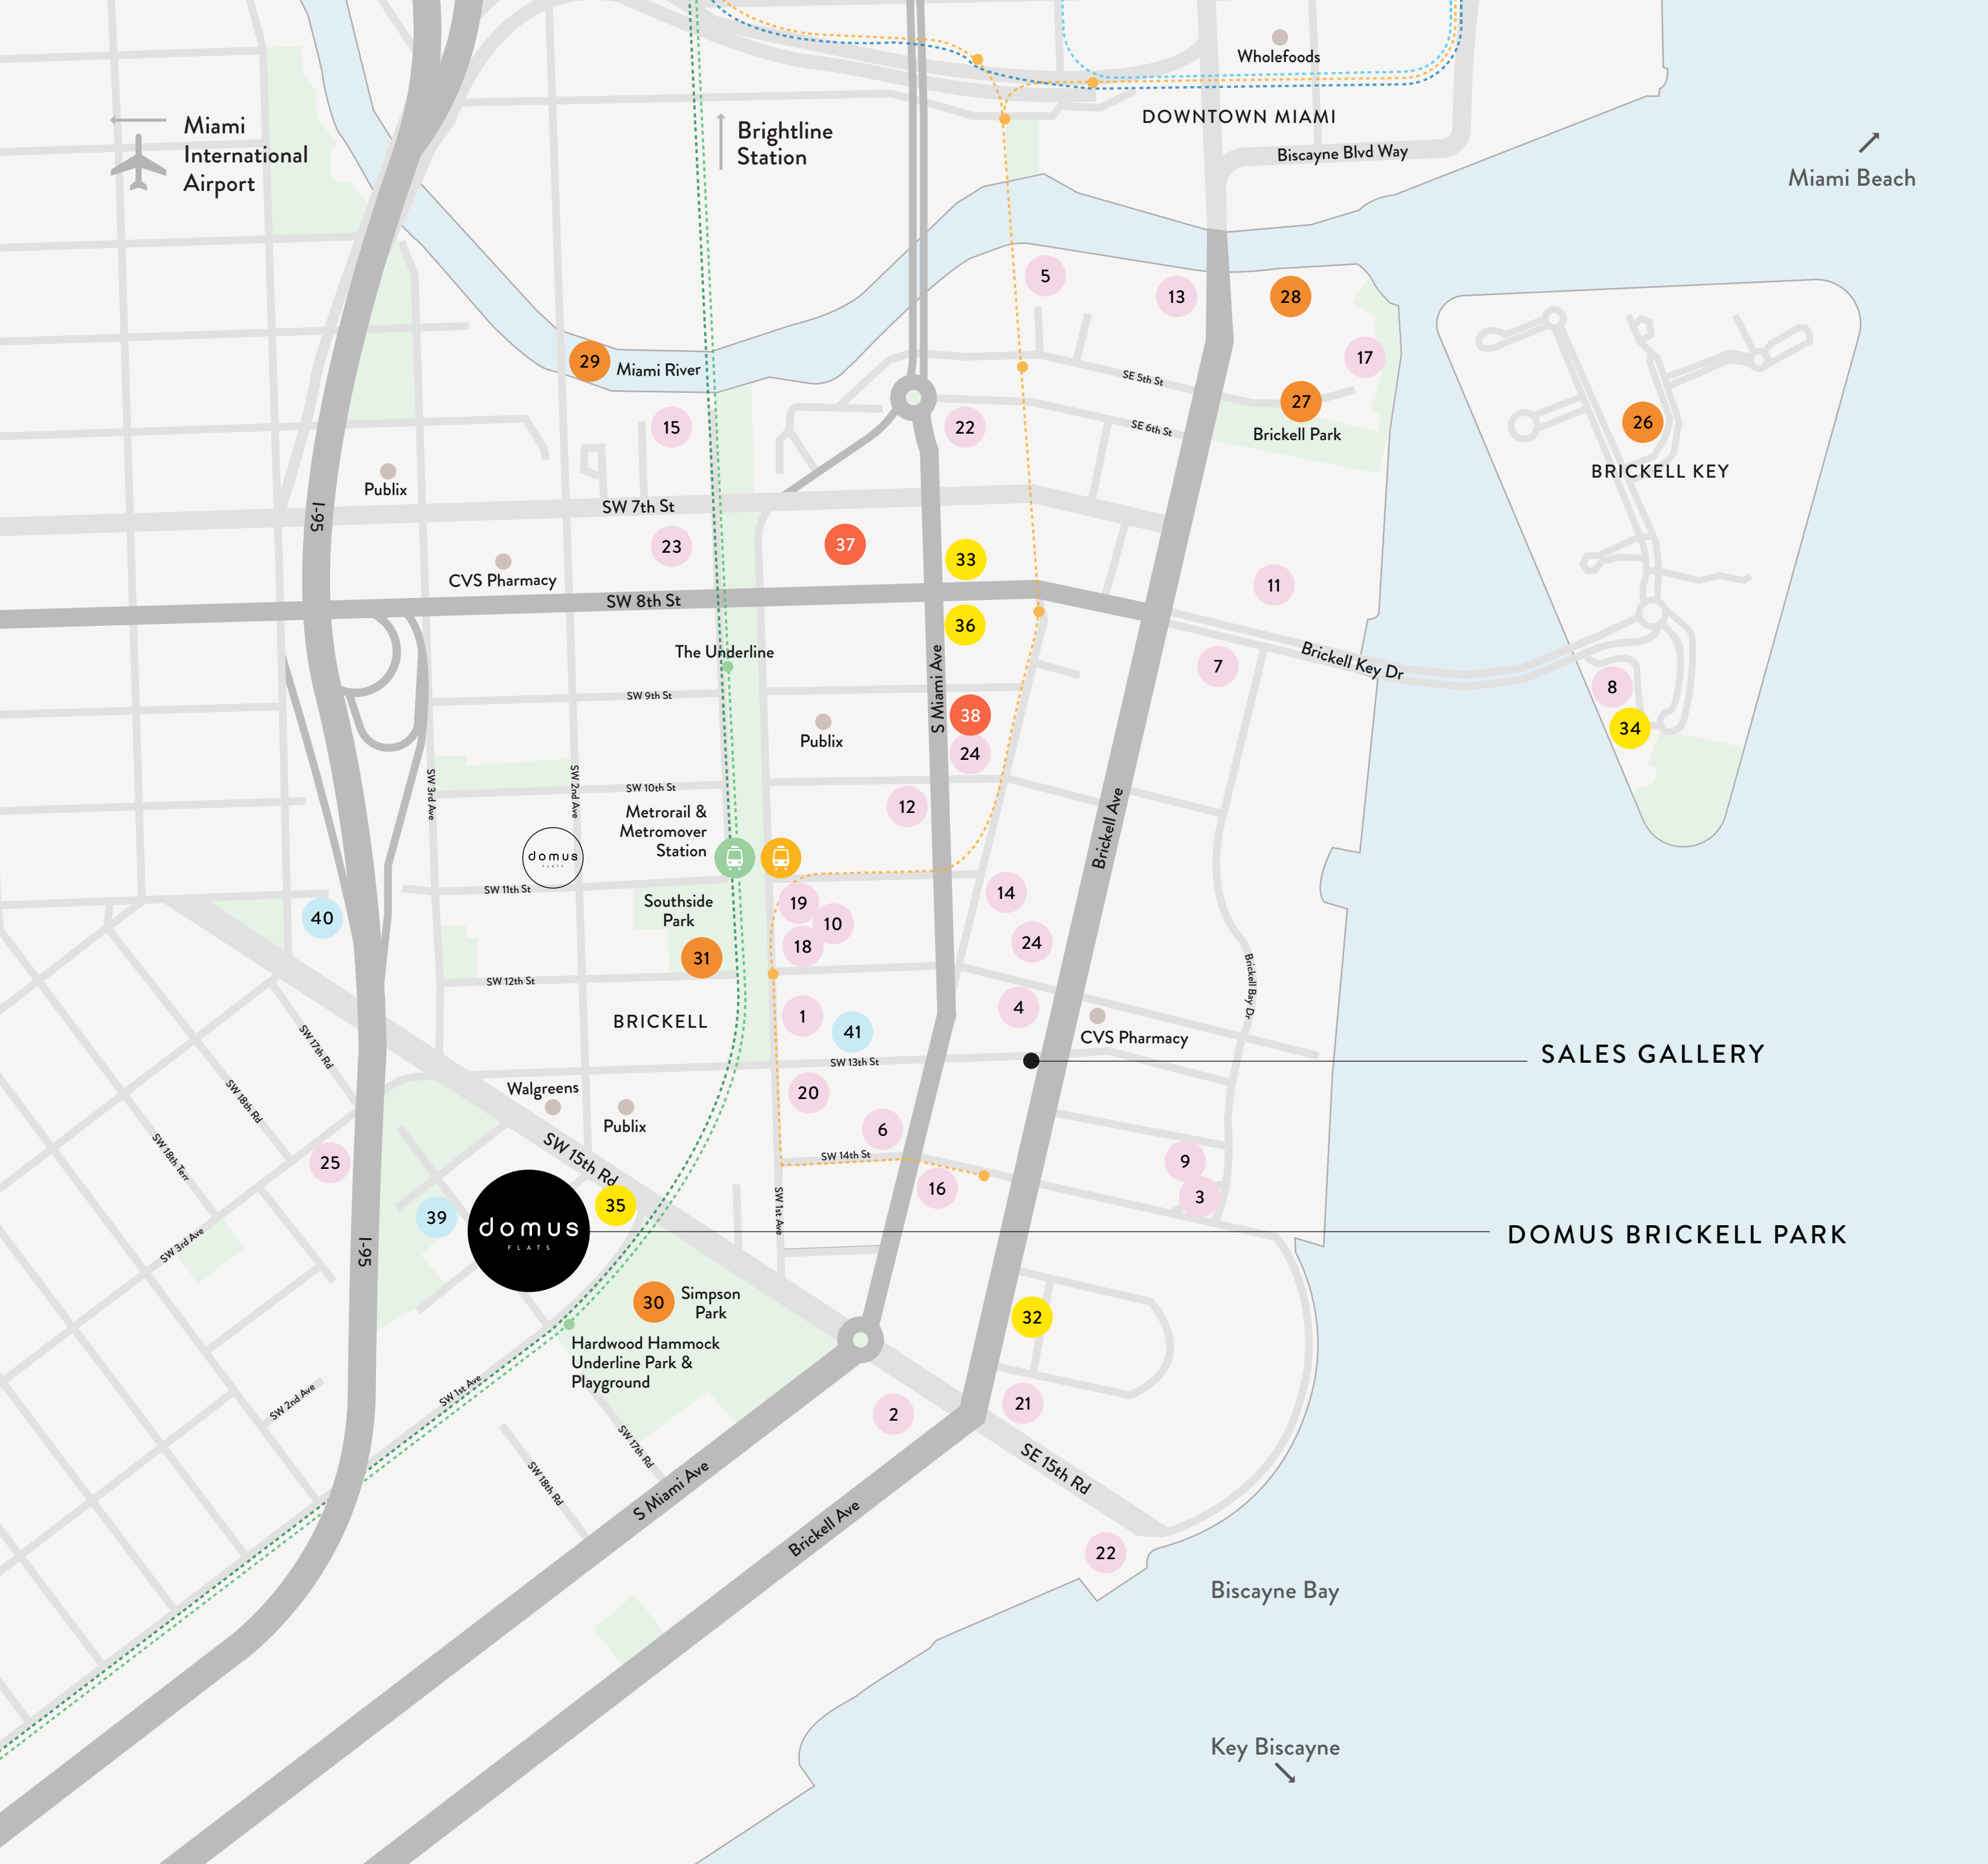 Wholefoods
DOWNTOWN MIAMI
Biscayne Blvd Way
Miami
International
Airport
Brightline
Station
Miami Beach
5
13
28
17
29
Miami River
SE 5th St
27
Brickell Park
15
22
SE 6th St
26
BRICKELL KEY
Publix
I-95
SW 7th St
23
37
33
CVS Pharmacy
SW 8th St
11
36
The Underline
S Miami Ave
7
Brickell Key Dr
8
34
SW 9th St
38
24
Publix
SW 3rd Ave
SW 2nd Ave
SW 10th St
12
Metrorail &
Metromover
Station
Brickell Ave
domus
FLATS
SW 11th St
Southside
Park
19
10
18
14
24
40
31
SW 12th St
Brickell Bay Dr
BRICKELL
1
41
4
CVS Pharmacy
SW 13th St
SALES GALLERY
SW 17th Rd
SW 18th Rd
SW 18th Terr
Walgreens
Publix
20
6
SW 15th Rd
SW 14th St
25
9
3
16
39
35
SW 1st Ave
domus
FLATS
DOMUS BRICKELL PARK
SW 3rd Ave
I-95
30
Simpson
Park
32
Hardwood Hammock
Underline Park &
Playground
SW 2nd Ave
SW 1st Ave
2
21
SW 17th Rd
SW 18th Rd
S Miami Ave
Brickell Ave
SE 15th Rd
22
Biscayne Bay
Key Biscayne